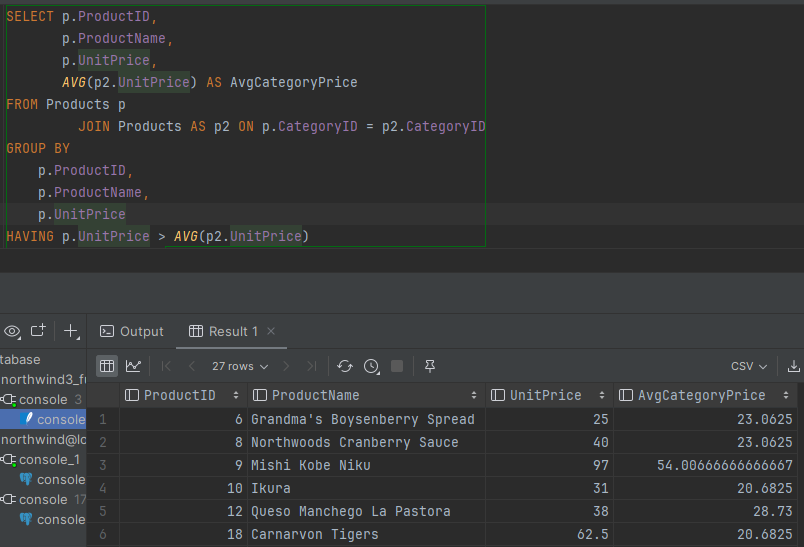 SELECT p.ProductID,
p.ProductName,
p.UnitPrice,
AVG(p2.UnitPrice) AS AvgCategoryPrice
FROM Products p
JOIN Products AS p2 ON p.CategoryID = p2.CategoryID
GROUP BY
p.ProductID,
p.ProductName,
p.UnitPrice
HAVING p.UnitPrice > AVG(p2.UnitPrice)
Output Result 1
tabase
northwind3_fu
console 3
console
northwind@lo
console_1
console
console 17
console
27 rows CSV
ProductID ProductName UnitPrice AvgCategoryPrice
1 6 Grandma's Boysenberry Spread 25 23.0625
2 8 Northwoods Cranberry Sauce 40 23.0625
3 9 Mishi Kobe Niku 97 54.00666666666667
4 10 Ikura 31 20.6825
5 12 Queso Manchego La Pastora 38 28.73
6 18 Carnarvon Tigers 62.5 20.6825